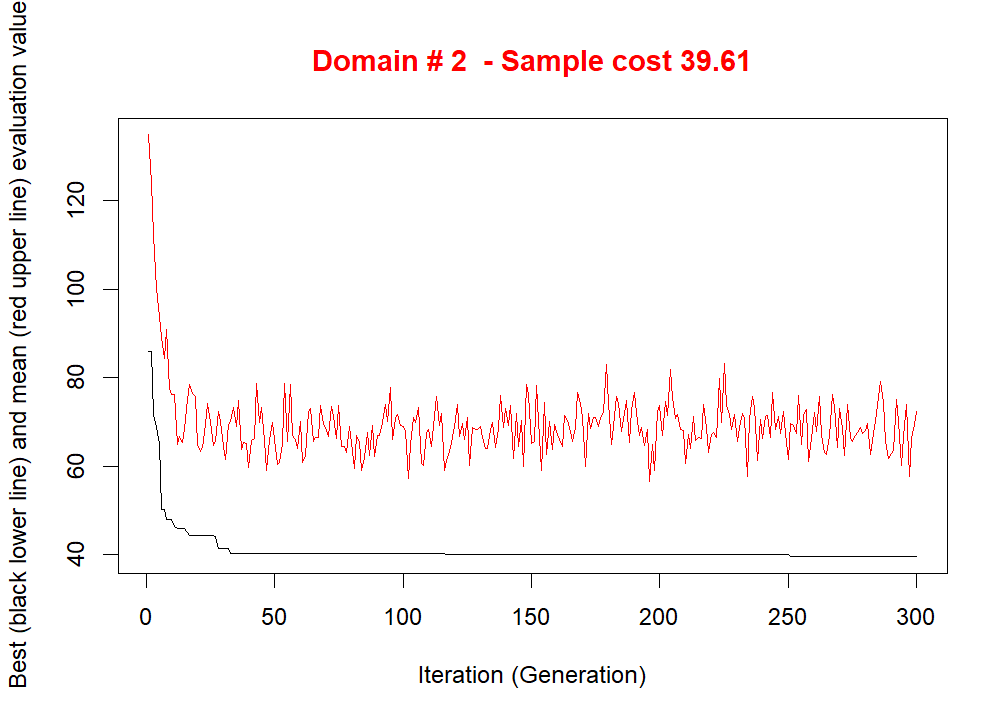 Domain # 2 - Sample cost 39.61
Best (black lower line) and mean (red upper line) evaluation value
120
100
80
60
40
0 50 100 150 200 250 300
Iteration (Generation)